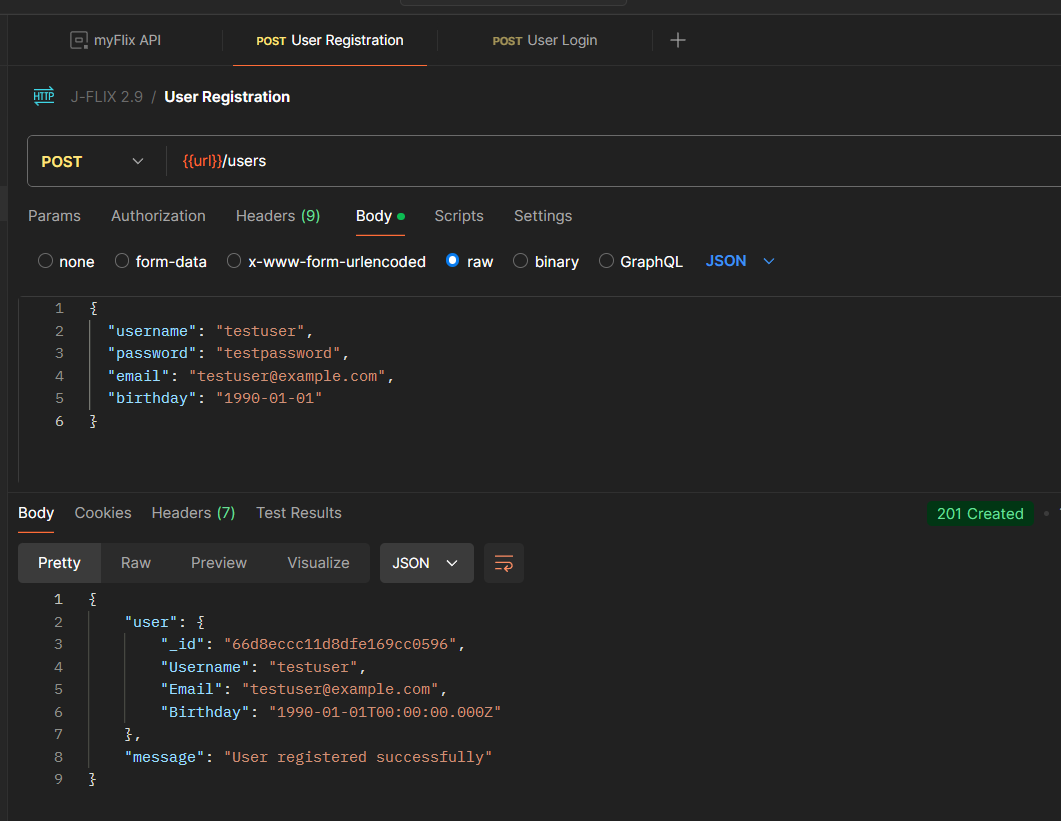 myFlix API POST User Registration POST User Login
HTTP J-FLIX 2.9 / User Registration
POST {{url}}/users
Params Authorization Headers (9) Body Scripts Settings
none form-data x-www-form-urlencoded raw binary GraphQL JSON
1 {
2 "username": "testuser",
3 "password": "testpassword",
4 "email": "testuser@example.com",
5 "birthday": "1990-01-01"
6 }
Body Cookies Headers (7) Test Results 201 Created
Pretty Raw Preview Visualize JSON
1 {
2 "user": {
3 "_id": "66d8eccc11d8dfe169cc0596",
4 "Username": "testuser",
5 "Email": "testuser@example.com",
6 "Birthday": "1990-01-01T00:00:00.000Z"
7 },
8 "message": "User registered successfully"
9 }